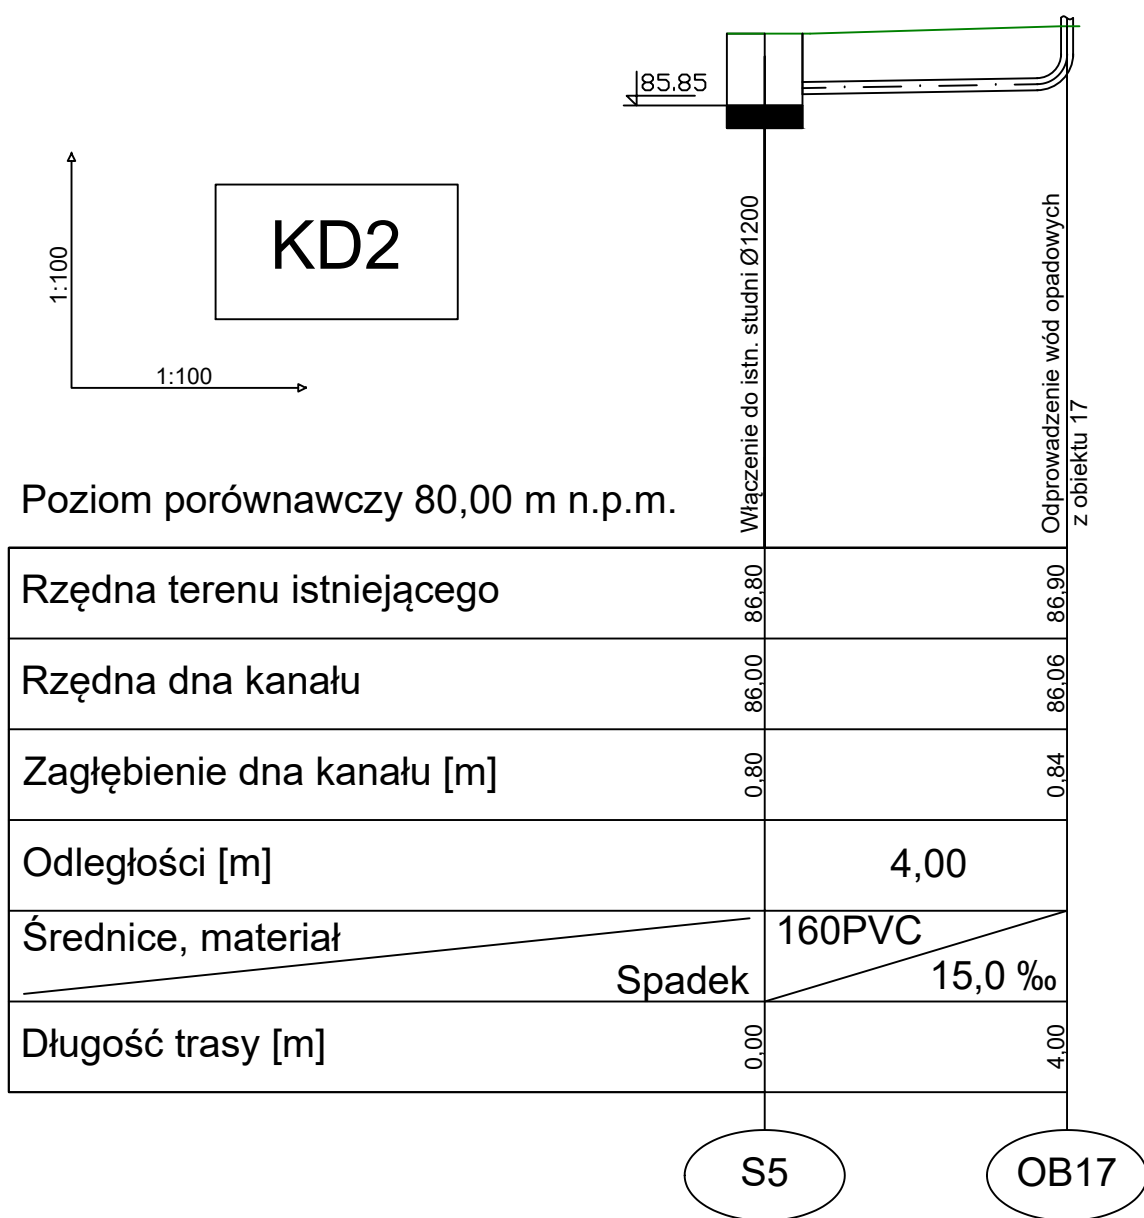 85.85
KD2
1:100
1:100
Włączenie do istn. studni Ø1200
Odprowadzenie wód opadowych
z obiektu 17
Poziom porównawczy 80,00 m n.p.m.
Rzędna terenu istniejącego 86,80 86,90
Rzędna dna kanału 86,00 86,06
Zagłębienie dna kanału [m] 0,80 0,84
Odległości [m] 4,00
Średnice, materiał 160PVC
Spadek 15,0 ‰
Długość trasy [m] 0,00 4,00
S5 OB17